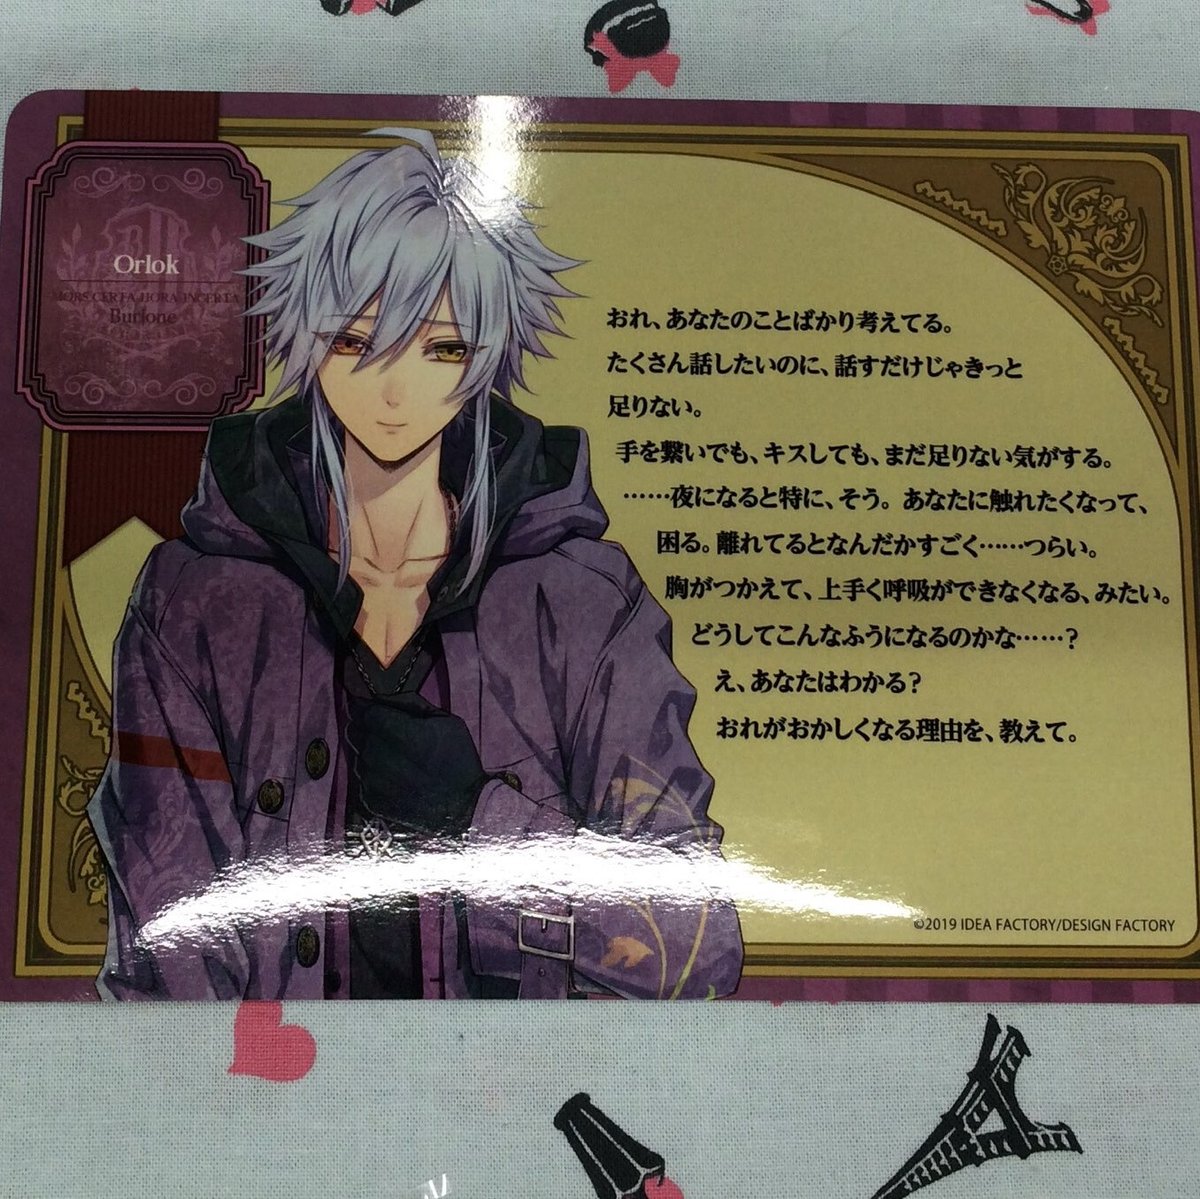 Orlok
MORS CERTA HORA INCERTA
Burlone
おれ、あなたのことばかり考えてる。
たくさん話したいのに、話すだけじゃきっと
足りない。
手を繋いでも、キスしても、まだ足りない気がする。
……夜になると特に、そう。あなたに触れたくなって、
困る。離れてるとなんだかすごく……つらい。
胸がつかえて、上手く呼吸ができなくなる、みたい。
どうしてこんなふうになるのかな……？
え、あなたはわかる？
おれがおかしくなる理由を、教えて。
©2019 IDEA FACTORY/DESIGN FACTORY